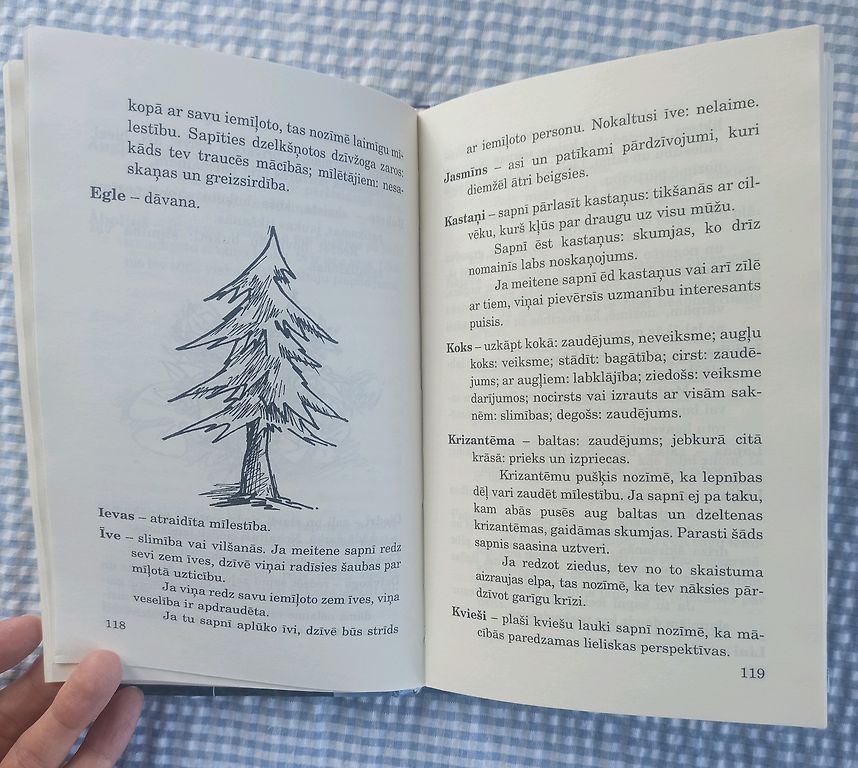 kopā ar savu iemīļoto, tas nozīmē laimīgu mī-
lestību. Sapīties dzelkšņotos dzīvžoga zaros:
kāds tev traucēs mācībās; mīlētājiem: nesa-
skaņas un greizsirdība.
Egle – dāvana.
Ievas – atraidīta mīlestība.
Īve – slimība vai vilšanās. Ja meitene sapnī redz
sevi zem īves, dzīvē viņai radīsies šaubas par
mīļotā uzticību.
Ja viņa redz savu iemīļoto zem īves, viņa
veselība ir apdraudēta.
Ja tu sapnī aplūko īvi, dzīvē būs strīds
118
ar iemīļoto personu. Nokaltusi īve: nelaime.
Jasmīns – asi un patīkami pārdzīvojumi, kuri
diemžēl ātri beigsies.
Kastaņi – sapnī pārlasīt kastaņus: tikšanās ar cil-
vēku, kurš kļūs par draugu uz visu mūžu.
Sapnī ēst kastaņus: skumjas, ko drīz
nomainīs labs noskaņojums.
Ja meitene sapnī ēd kastaņus vai arī zīlē
ar tiem, viņai pievērsīs uzmanību interesants
puisis.
Koks – uzkāpt kokā: zaudējums, neveiksme; augļu
koks: veiksme; stādīt: bagātība; cirst: zaudē-
jums; ar augļiem: labklājība; ziedošs: veiksme
darījumos; nocirsts vai izrauts ar visām sak-
nēm: slimības; degošs: zaudējums.
Krizantēma – baltas: zaudējums; jebkurā citā
krāsā: prieks un izpriecas.
Krizantēmu pušķis nozīmē, ka lepnības
dēļ vari zaudēt mīlestību. Ja sapnī ej pa taku,
kam abās pusēs aug baltas un dzeltenas
krizantēmas, gaidāmas skumjas. Parasti šāds
sapnis saasina uztveri.
Ja redzot ziedus, tev no to skaistuma
aizraujas elpa, tas nozīmē, ka tev nāksies pār-
dzīvot garīgu krīzi.
Kvieši – plaši kviešu lauki sapnī nozīmē, ka mā-
cībās paredzamas lieliskas perspektīvas.
119